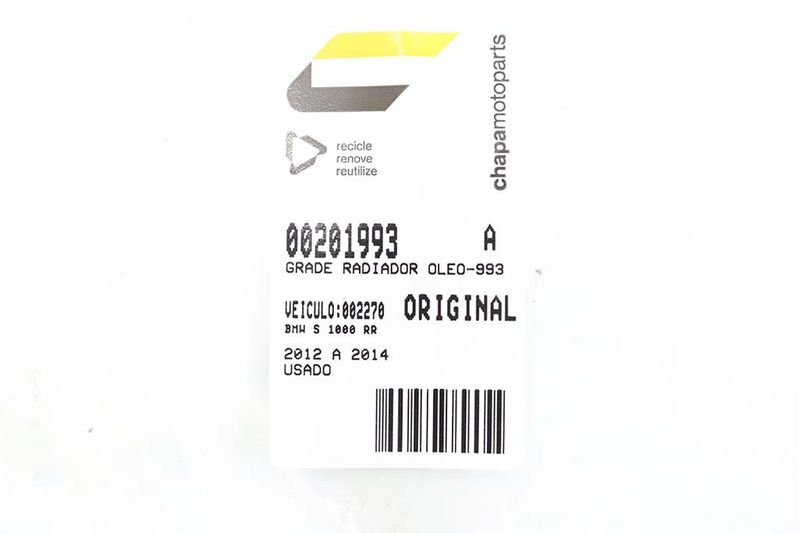 chapamotoparts
recicle
renove
reutilize
00201993 A
GRADE RADIADOR OLEO-993
VEICULO:002270 ORIGINAL
BMW S 1000 RR
2012 A 2014
USADO